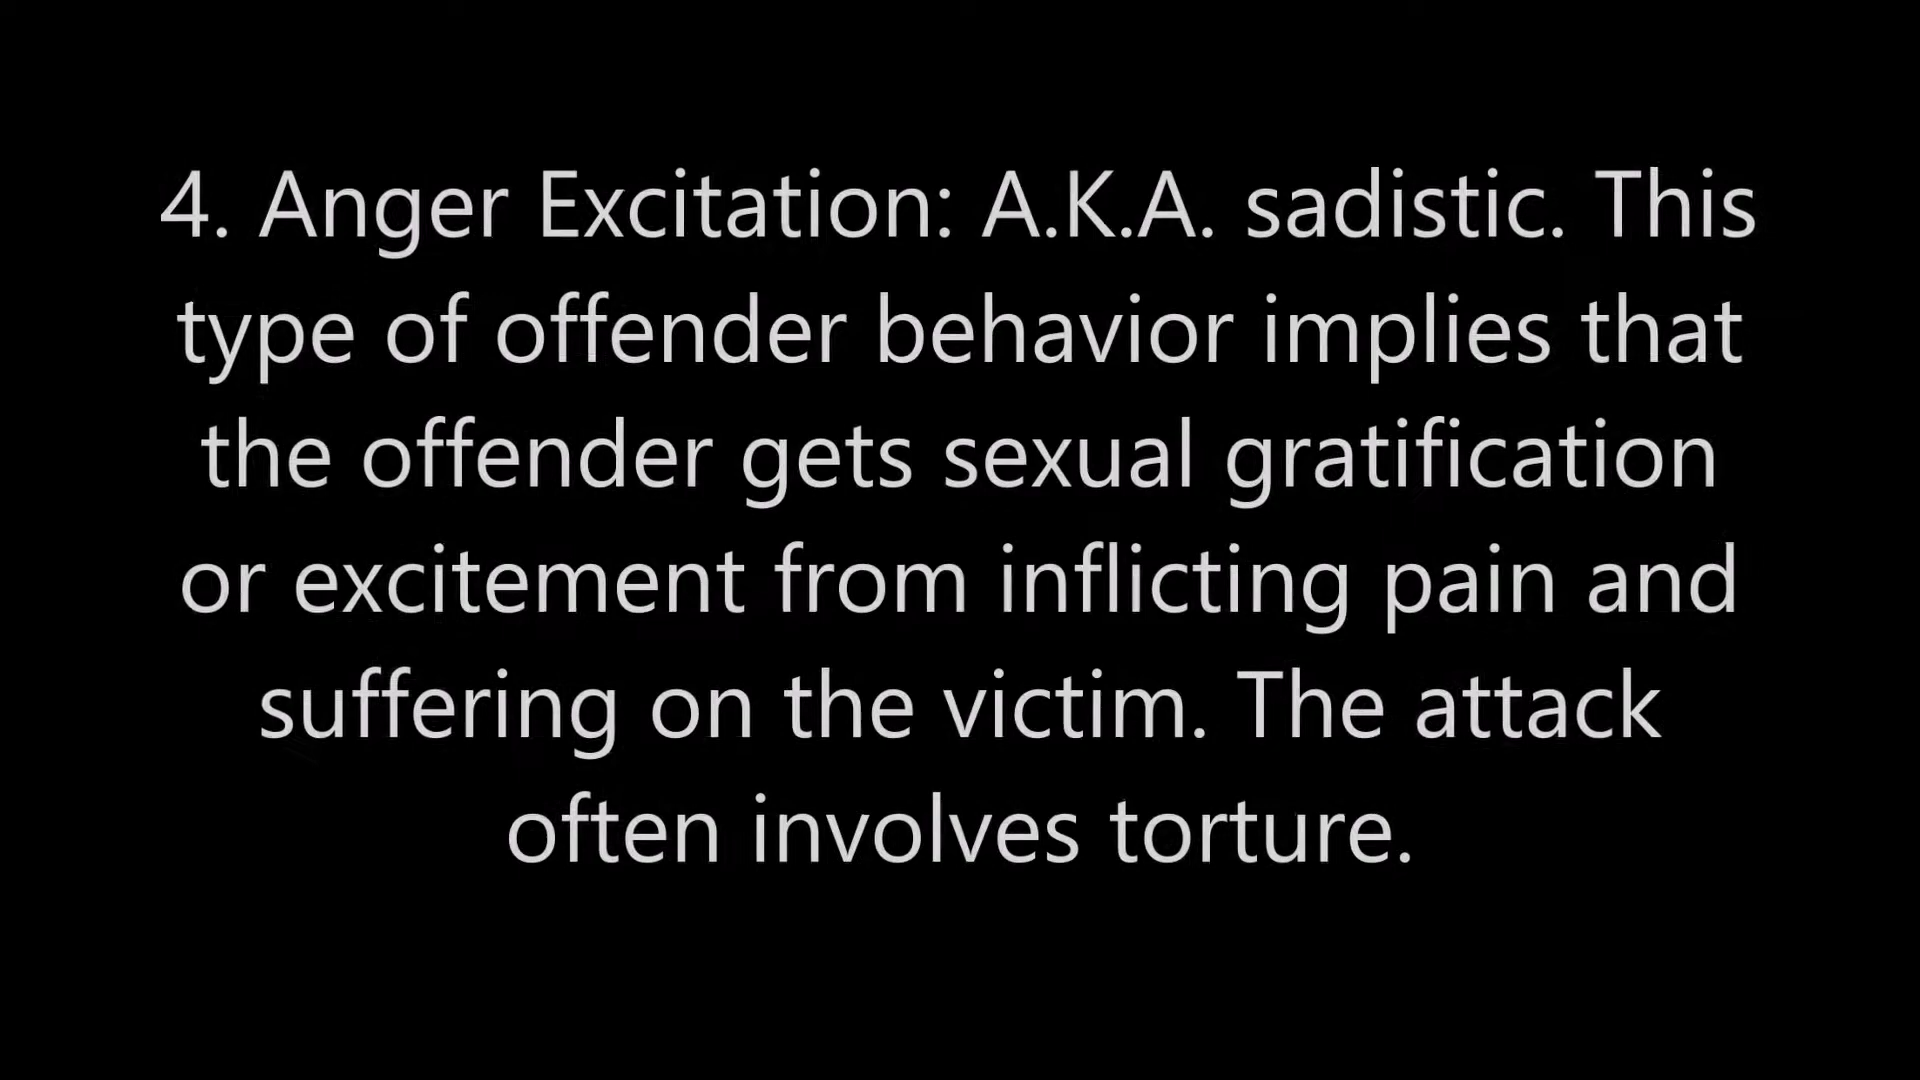 4. Anger Excitation: A.K.A. sadistic. This
type of offender behavior implies that
the offender gets sexual gratification
or excitement from inflicting pain and
suffering on the victim. The attack
often involves torture.